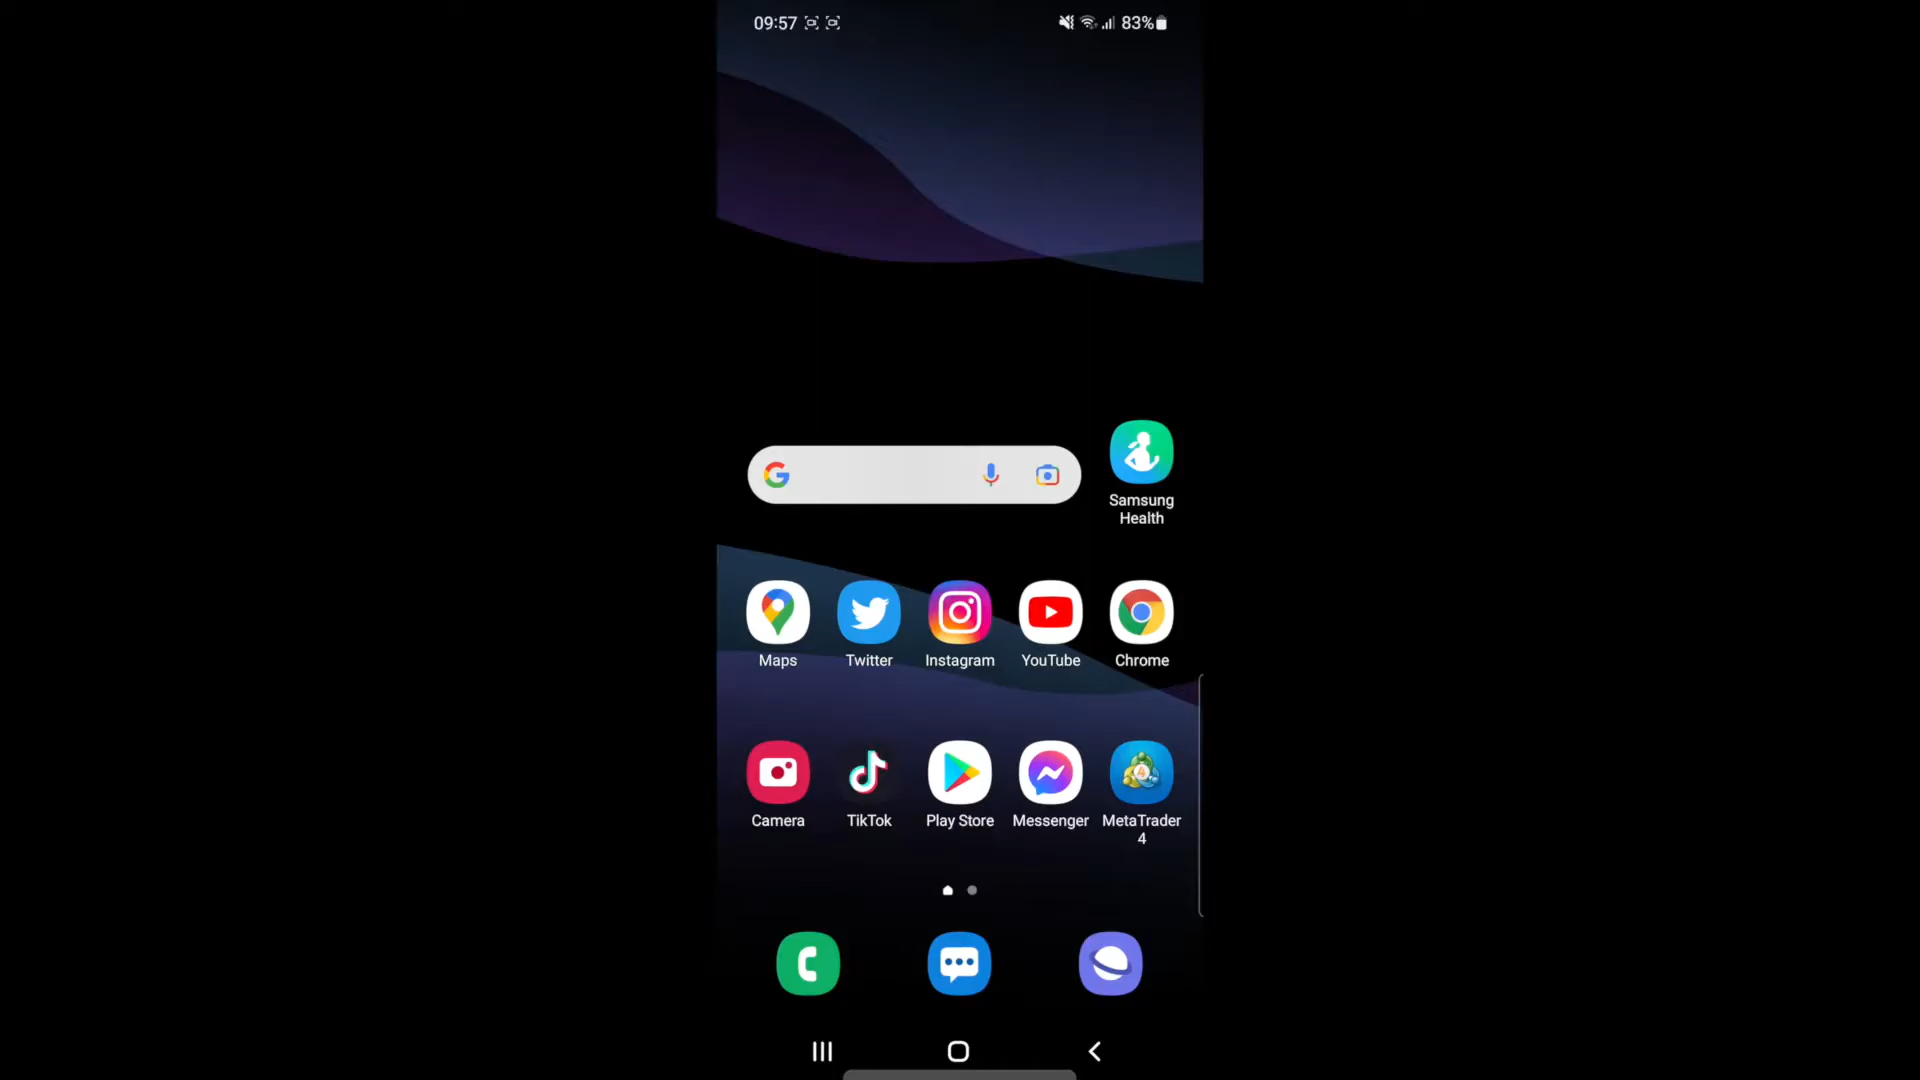 09:57
83%
Samsung
Health
Maps
Twitter
Instagram
YouTube
Chrome
Camera
TikTok
Play Store
Messenger
MetaTrader
4